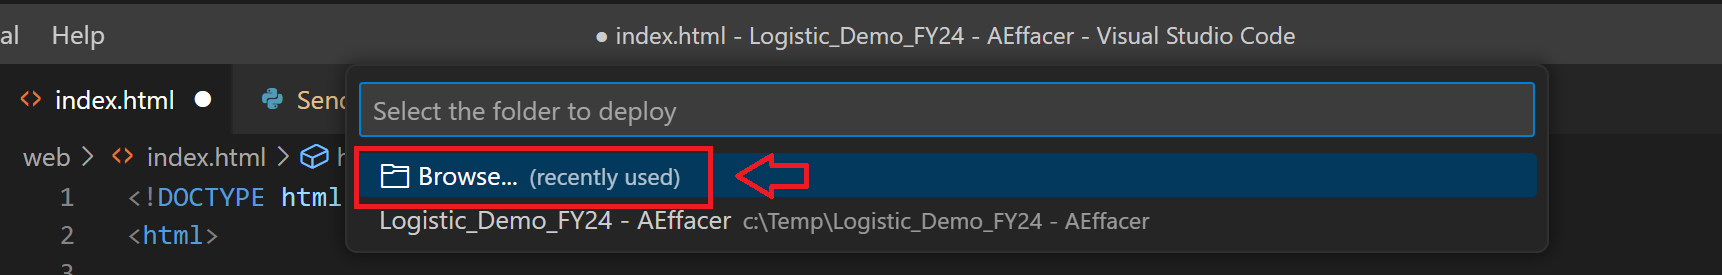 al Help ● index.html - Logistic_Demo_FY24 - AEffacer - Visual Studio Code
index.html Send
Select the folder to deploy
web > index.html > h
Browse... (recently used)
1 <!DOCTYPE html
Logistic_Demo_FY24 - AEffacer c:\Temp\Logistic_Demo_FY24 - AEffacer
2 <html>
3